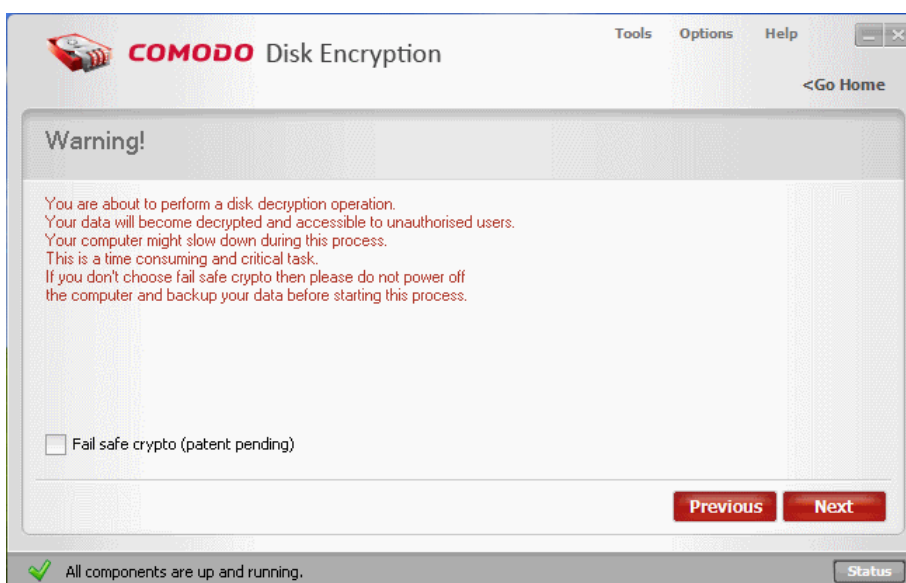 COMODO Disk Encryption
Tools Options Help
<Go Home
Warning!
You are about to perform a disk decryption operation.
Your data will become decrypted and accessible to unauthorised users.
Your computer might slow down during this process.
This is a time consuming and critical task.
If you don't choose fail safe crypto then please do not power off
the computer and backup your data before starting this process.
Fail safe crypto (patent pending)
Previous Next
All components are up and running.
Status